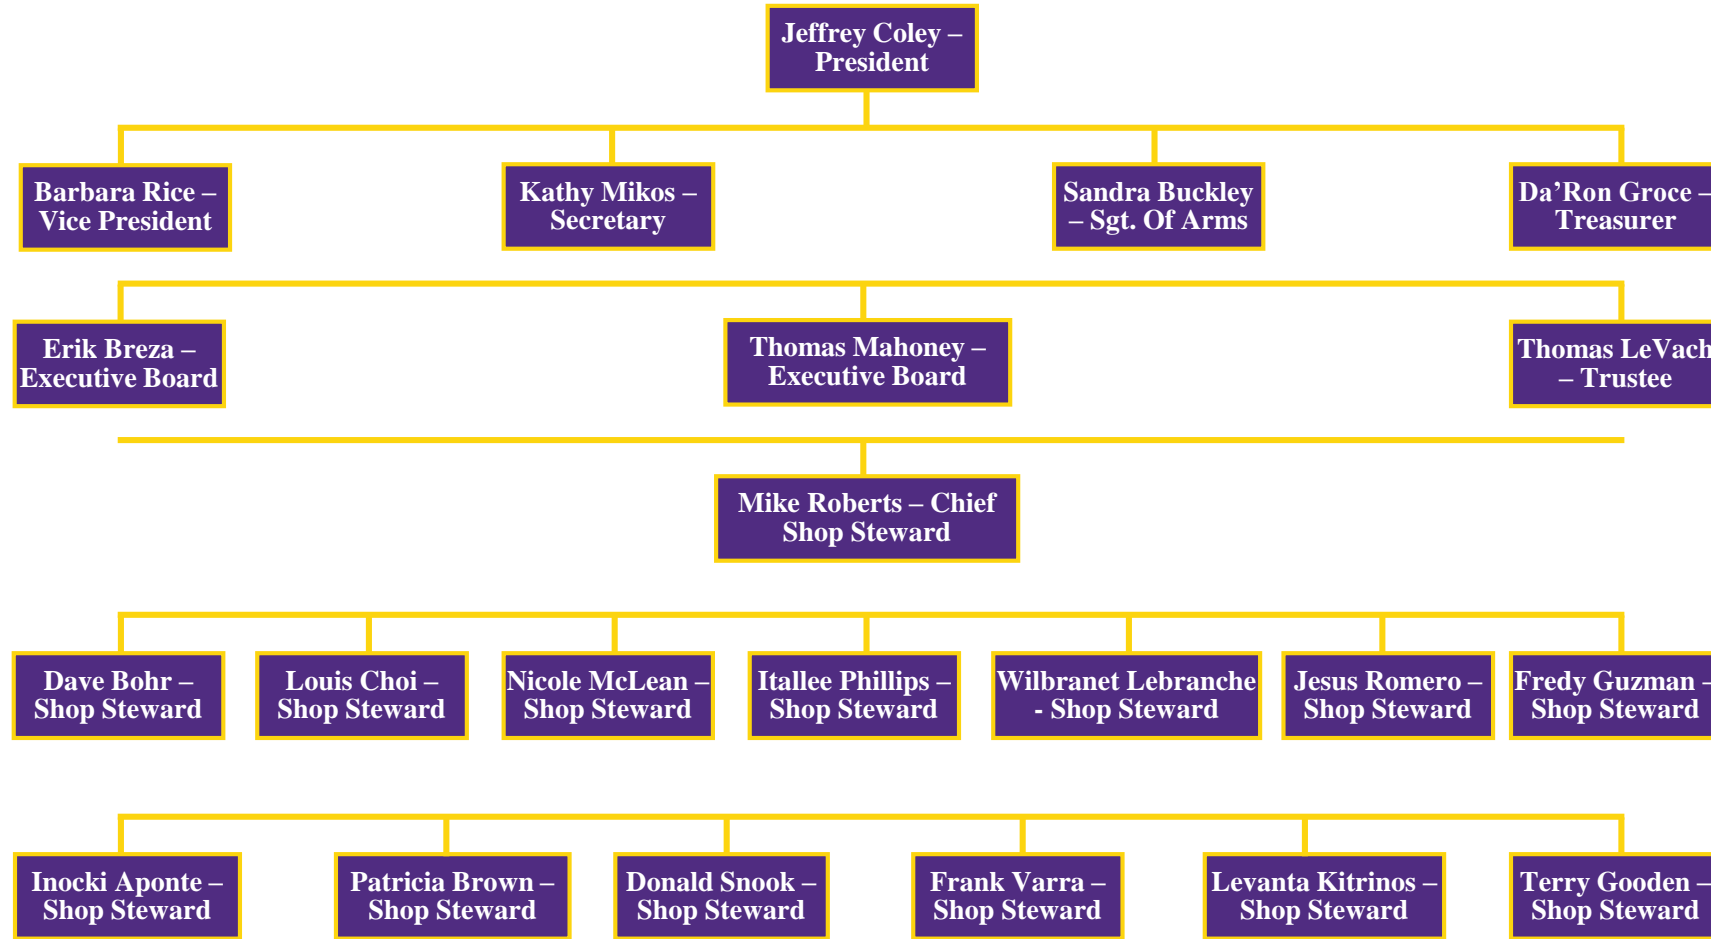 Jeffrey Coley –
President
Barbara Rice –
Vice President
Kathy Mikos –
Secretary
Sandra Buckley
– Sgt. Of Arms
Da’Ron Groce –
Treasurer
Erik Breza –
Executive Board
Thomas Mahoney –
Executive Board
Thomas LeVach
– Trustee
Mike Roberts – Chief
Shop Steward
Dave Bohr –
Shop Steward
Louis Choi –
Shop Steward
Nicole McLean –
Shop Steward
Itallee Phillips –
Shop Steward
Wilbranet Lebranche
- Shop Steward
Jesus Romero –
Shop Steward
Fredy Guzman –
Shop Steward
Inocki Aponte –
Shop Steward
Patricia Brown –
Shop Steward
Donald Snook –
Shop Steward
Frank Varra –
Shop Steward
Levanta Kitrinos –
Shop Steward
Terry Gooden –
Shop Steward